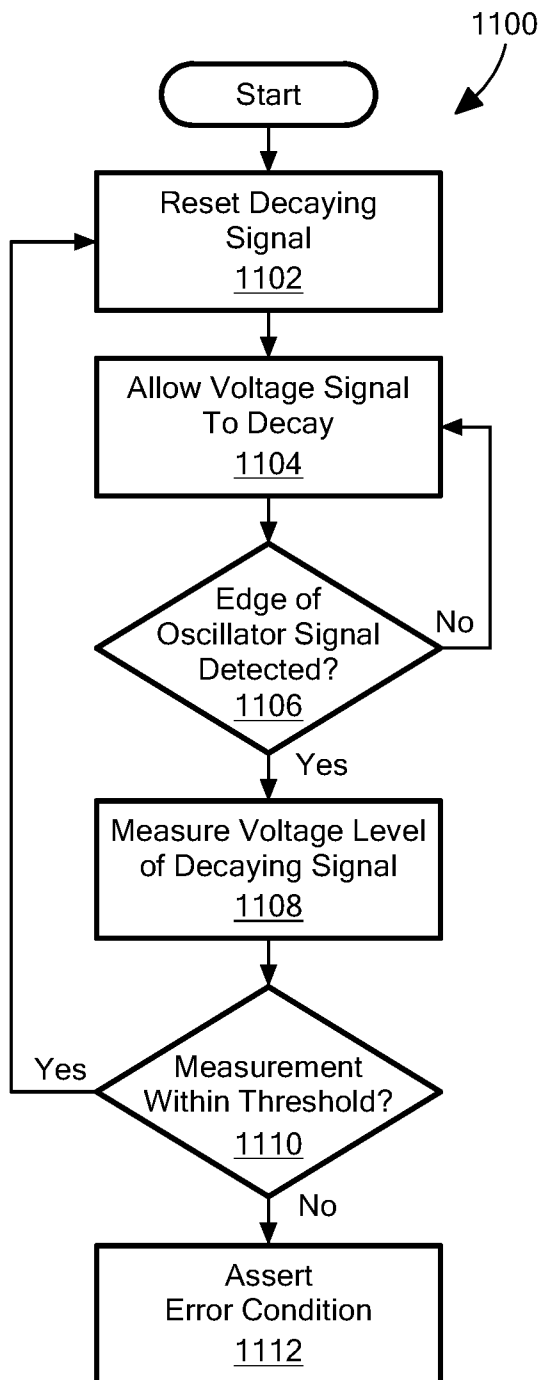 1100
Start
Reset Decaying
Signal
1102
Allow Voltage Signal
To Decay
1104
Edge of
Oscillator Signal
Detected?
1106
No
Yes
Measure Voltage Level
of Decaying Signal
1108
Yes
Measurement
Within Threshold?
1110
No
Assert
Error Condition
1112